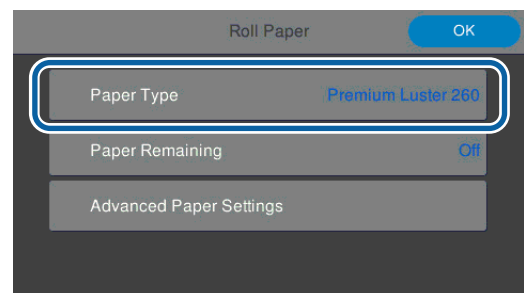 Roll Paper OK
Paper Type Premium Luster 260
Paper Remaining Off
Advanced Paper Settings